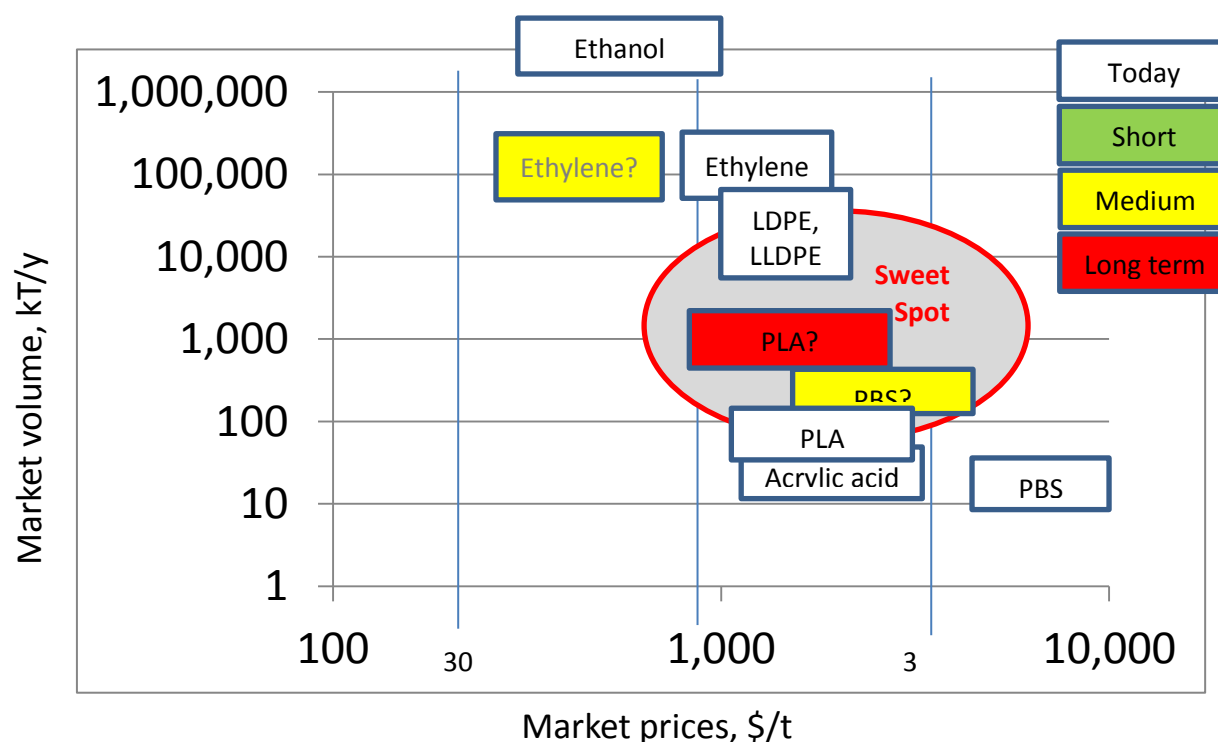 Ethanol
Today
1,000,000
Short
100,000
Ethylene?
Ethylene
Medium
LDPE,
LLDPE
10,000
Sweet
Spot
Long term
1,000
PLA?
PBS?
100
PLA
Acrylic acid
PBS
10
1
100
30
1,000
3
10,000
Market volume, kT/y
Market prices, $/t